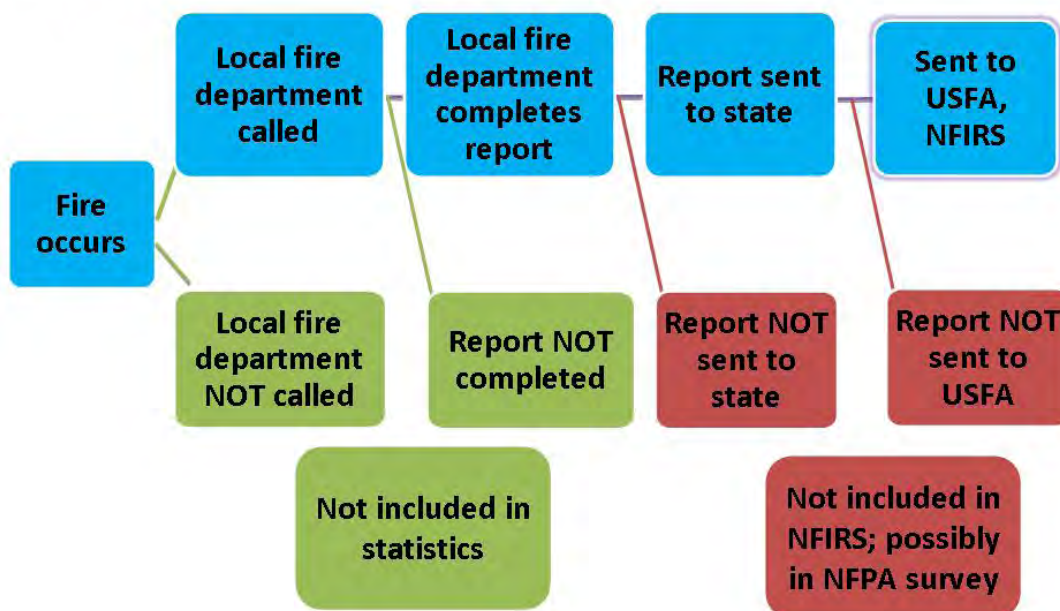 Fire
occurs
Local fire
department
called
Local fire
department
completes
report
Report sent
to state
Sent to
USFA,
NFIRS
Local fire
department
NOT called
Report NOT
completed
Report NOT
sent to
state
Report NOT
sent to
USFA
Not included in
statistics
Not included in
NFIRS; possibly
in NFPA survey